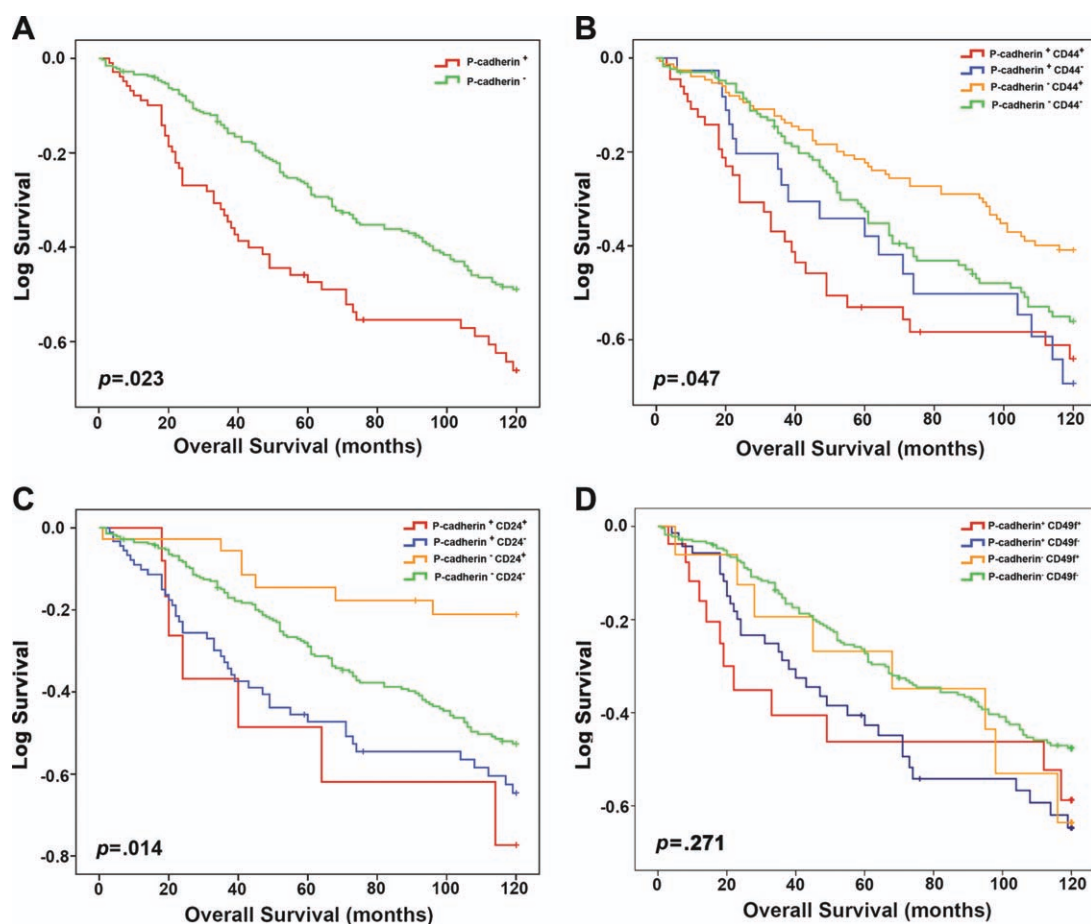 A
P-cadherin +
P-cadherin -
0.0
-0.2
-0.4
-0.6
Log Survival
p=.023
0 20 40 60 80 100 120
Overall Survival (months)
B
P-cadherin + CD44+
P-cadherin + CD44-
P-cadherin - CD44+
P-cadherin - CD44-
0.0
-0.2
-0.4
-0.6
Log Survival
p=.047
0 20 40 60 80 100 120
Overall Survival (months)
C
P-cadherin + CD24+
P-cadherin + CD24-
P-cadherin - CD24+
P-cadherin - CD24-
0.0
-0.2
-0.4
-0.6
-0.8
Log Survival
p=.014
0 20 40 60 80 100 120
Overall Survival (months)
D
P-cadherin+ CD49f+
P-cadherin+ CD49f-
P-cadherin- CD49f+
P-cadherin- CD49f-
0.0
-0.2
-0.4
-0.6
Log Survival
p=.271
0 20 40 60 80 100 120
Overall Survival (months)